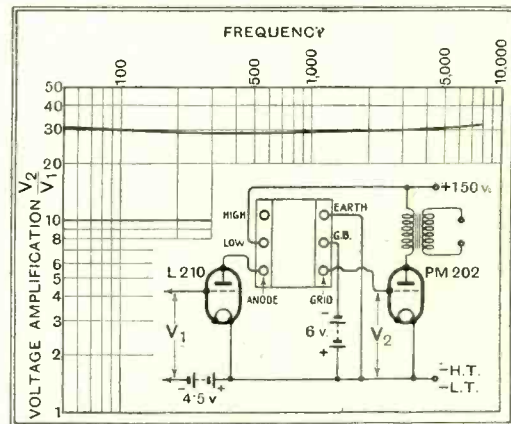 FREQUENCY
100 500 1,000 5,000 10,000
50
30
20
10
8
6
5
4
3
2
1
VOLTAGE AMPLIFICATION V2/V1
HIGH
LOW
ANODE
EARTH
G.B.
GRID
+150 v.
L 210
PM 202
V1
V2
- 6 v. +
- 4·5 v +
-H.T.
-L.T.